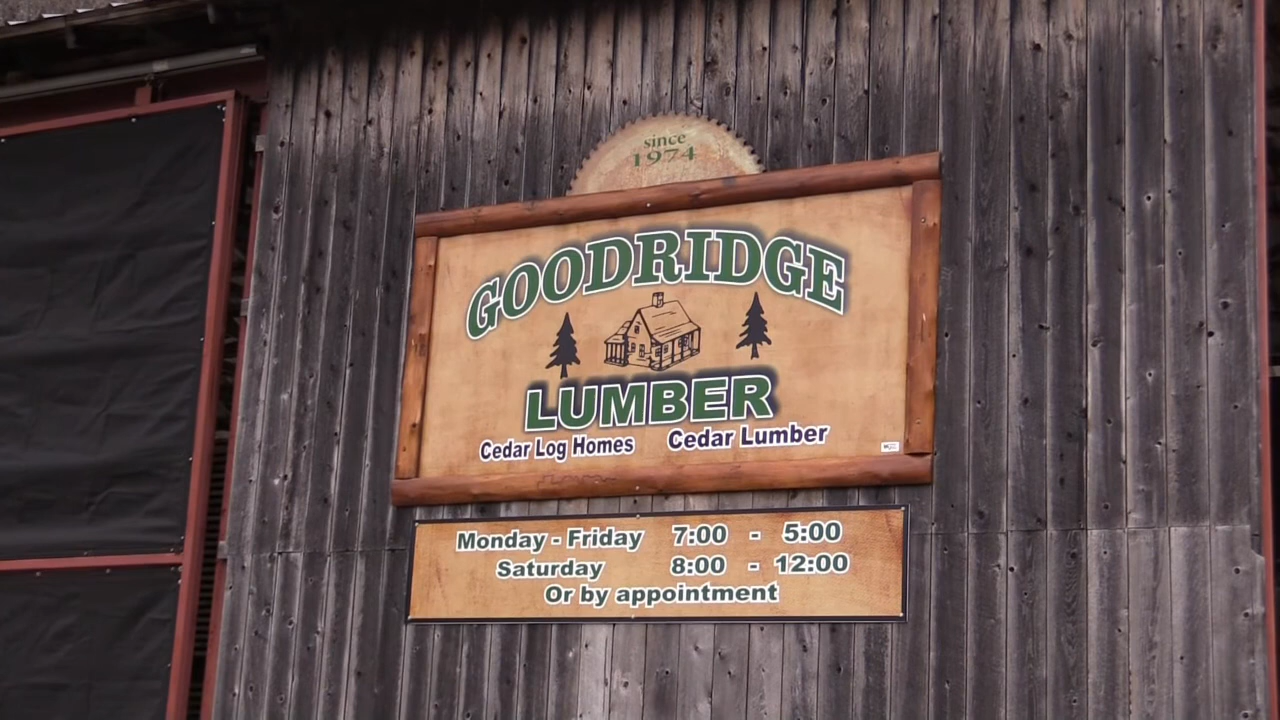 since
1974
GOODRIDGE
LUMBER
Cedar Log Homes Cedar Lumber
Monday - Friday 7:00 - 5:00
Saturday 8:00 - 12:00
Or by appointment